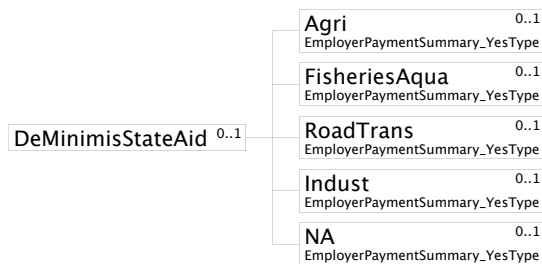 Agri 0..1
EmployerPaymentSummary_YesType
FisheriesAqua 0..1
EmployerPaymentSummary_YesType
DeMinimisStateAid 0..1
RoadTrans 0..1
EmployerPaymentSummary_YesType
Indust 0..1
EmployerPaymentSummary_YesType
NA 0..1
EmployerPaymentSummary_YesType